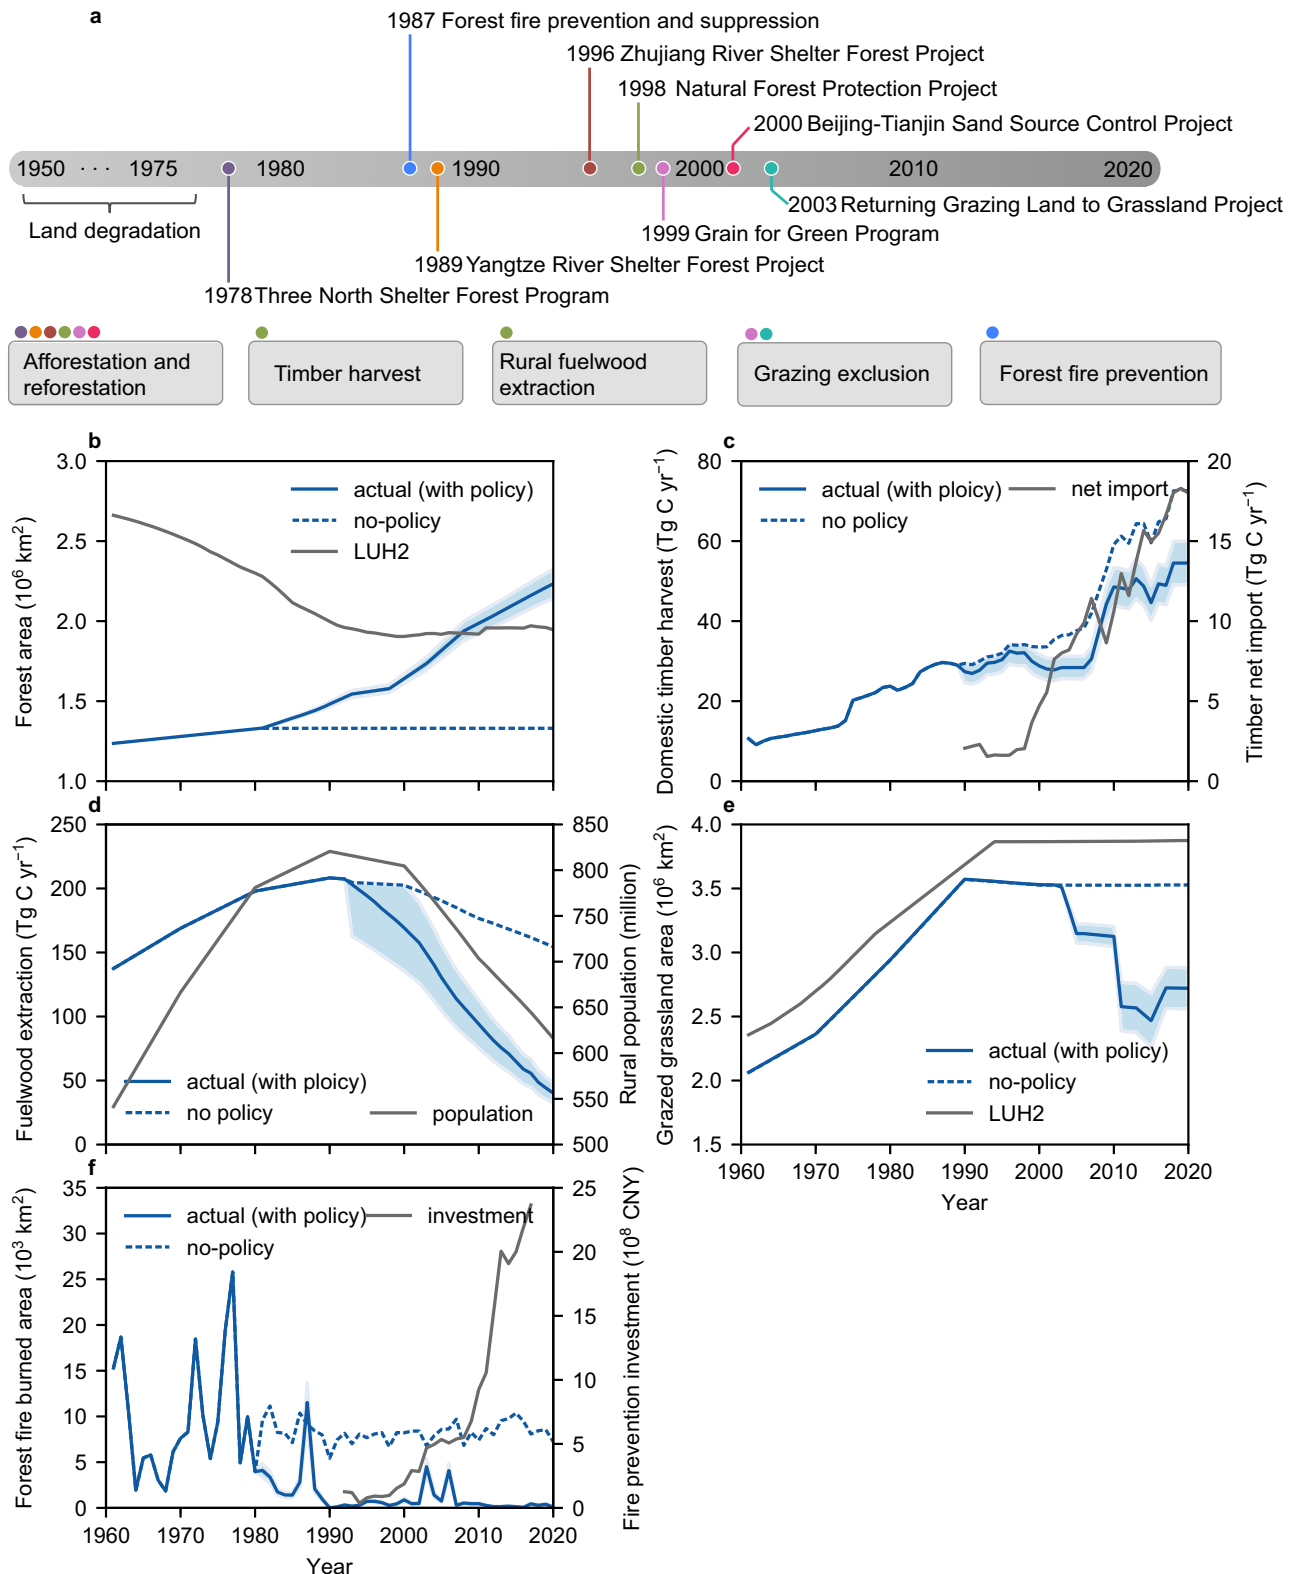 a
1987 Forest fire prevention and suppression
1996 Zhujiang River Shelter Forest Project
1998 Natural Forest Protection Project
2000 Beijing-Tianjin Sand Source Control Project
1950 · · · 1975 1980 1990 2000 2010 2020
2003 Returning Grazing Land to Grassland Project
Land degradation
1999 Grain for Green Program
1989 Yangtze River Shelter Forest Project
1978 Three North Shelter Forest Program
Afforestation and
reforestation
Timber harvest
Rural fuelwood
extraction
Grazing exclusion
Forest fire prevention
b
Forest area (10⁶ km²)
3.0
2.5
2.0
1.5
1.0
actual (with policy)
no-policy
LUH2
c
Domestic timber harvest (Tg C yr⁻¹)
80
60
40
20
0
actual (with ploicy)
no policy
net import
20
15
10
5
0
Timber net import (Tg C yr⁻¹)
d
Fuelwood extraction (Tg C yr⁻¹)
250
200
150
100
50
0
actual (with ploicy)
no policy
population
850
800
750
700
650
600
550
500
Rural population (million)
e
Grazed grassland area (10⁶ km²)
4.0
3.5
3.0
2.5
2.0
1.5
actual (with policy)
no-policy
LUH2
1960 1970 1980 1990 2000 2010 2020
Year
f
Forest fire burned area (10³ km²)
35
30
25
20
15
10
5
0
actual (with policy)
no-policy
investment
25
20
15
10
5
0
Fire prevention investment (10⁸ CNY)
1960 1970 1980 1990 2000 2010 2020
Year